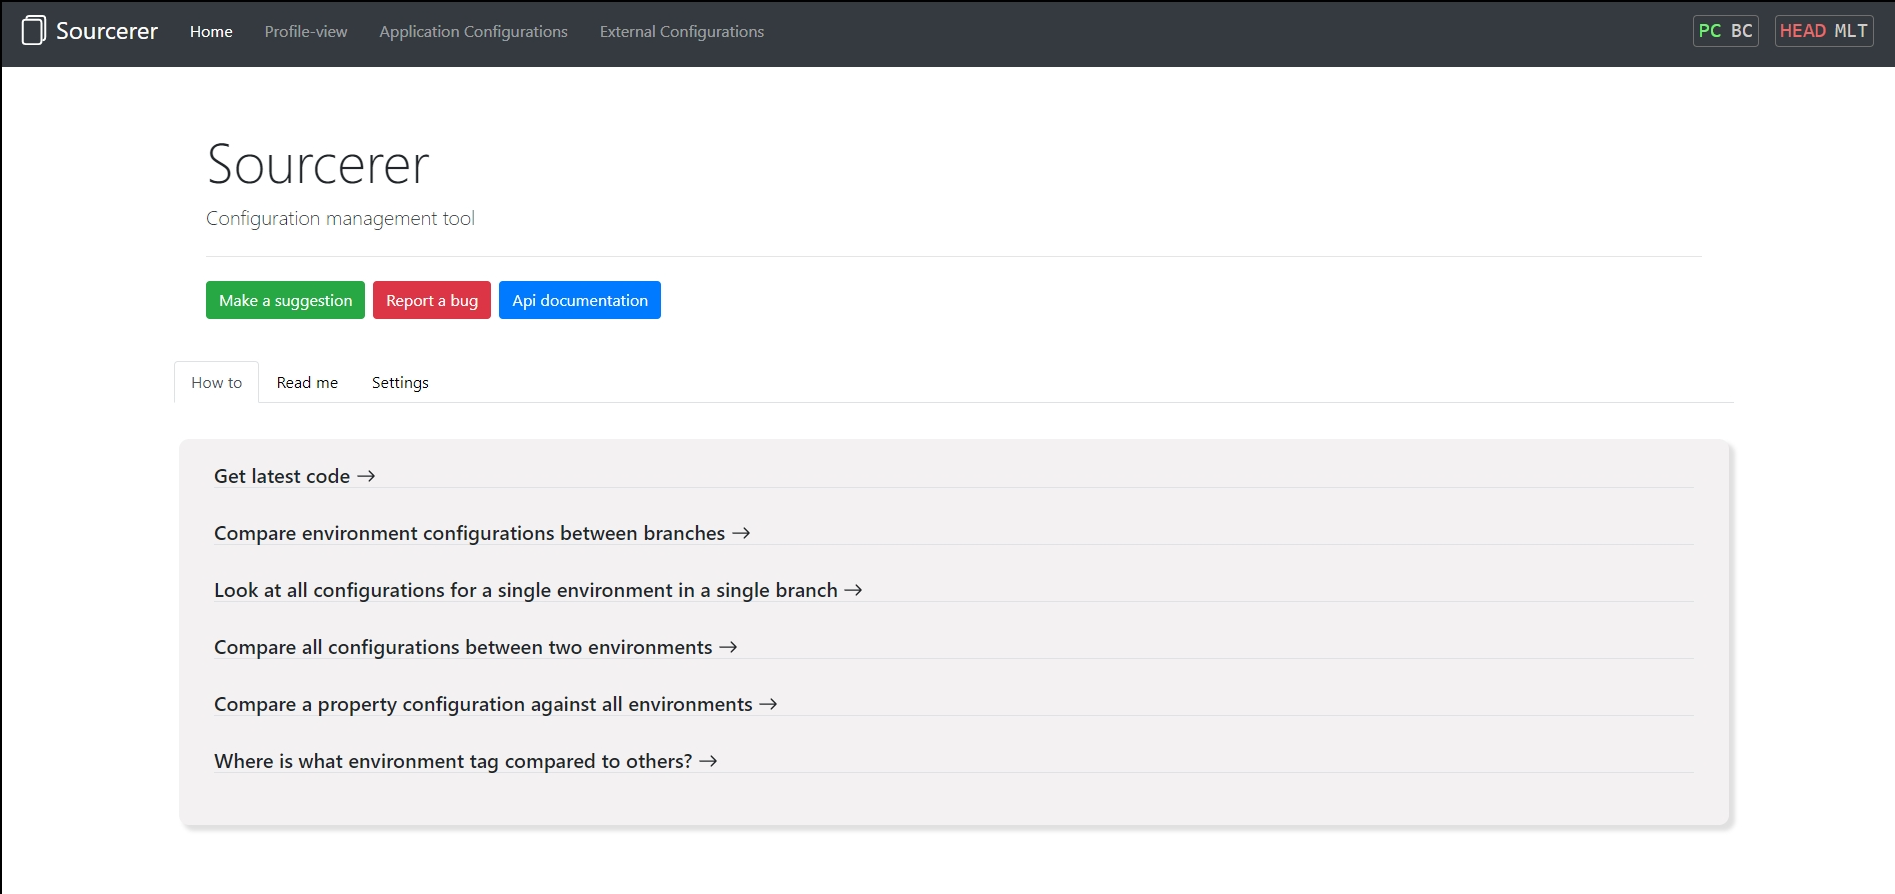 Sourcerer Home Profile-view Application Configurations External Configurations PC BC HEAD MLT
Sourcerer
Configuration management tool
Make a suggestion Report a bug Api documentation
How to Read me Settings
Get latest code →
Compare environment configurations between branches →
Look at all configurations for a single environment in a single branch →
Compare all configurations between two environments →
Compare a property configuration against all environments →
Where is what environment tag compared to others? →